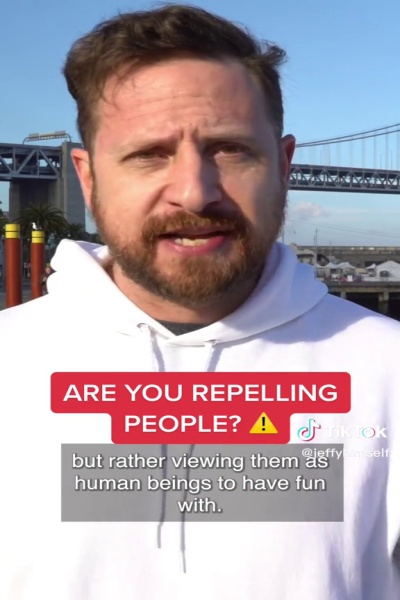 ARE YOU REPELLING
PEOPLE? ⚠️
TikTok
but rather viewing them as
human beings to have fun
with.